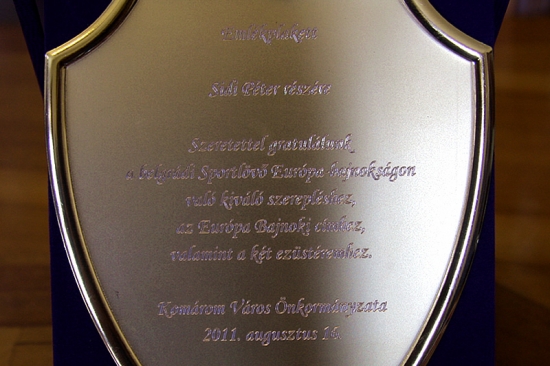 Emlékplakett
Sidi Péter részére
Szeretettel gratulálunk
a belgrádi Sportlövő Európa-bajnokságon
való kiváló szerepléshez,
az Európa Bajnoki címhez,
valamint a két ezüstéremhez.
Komárom Város Önkormányzata
2011. augusztus